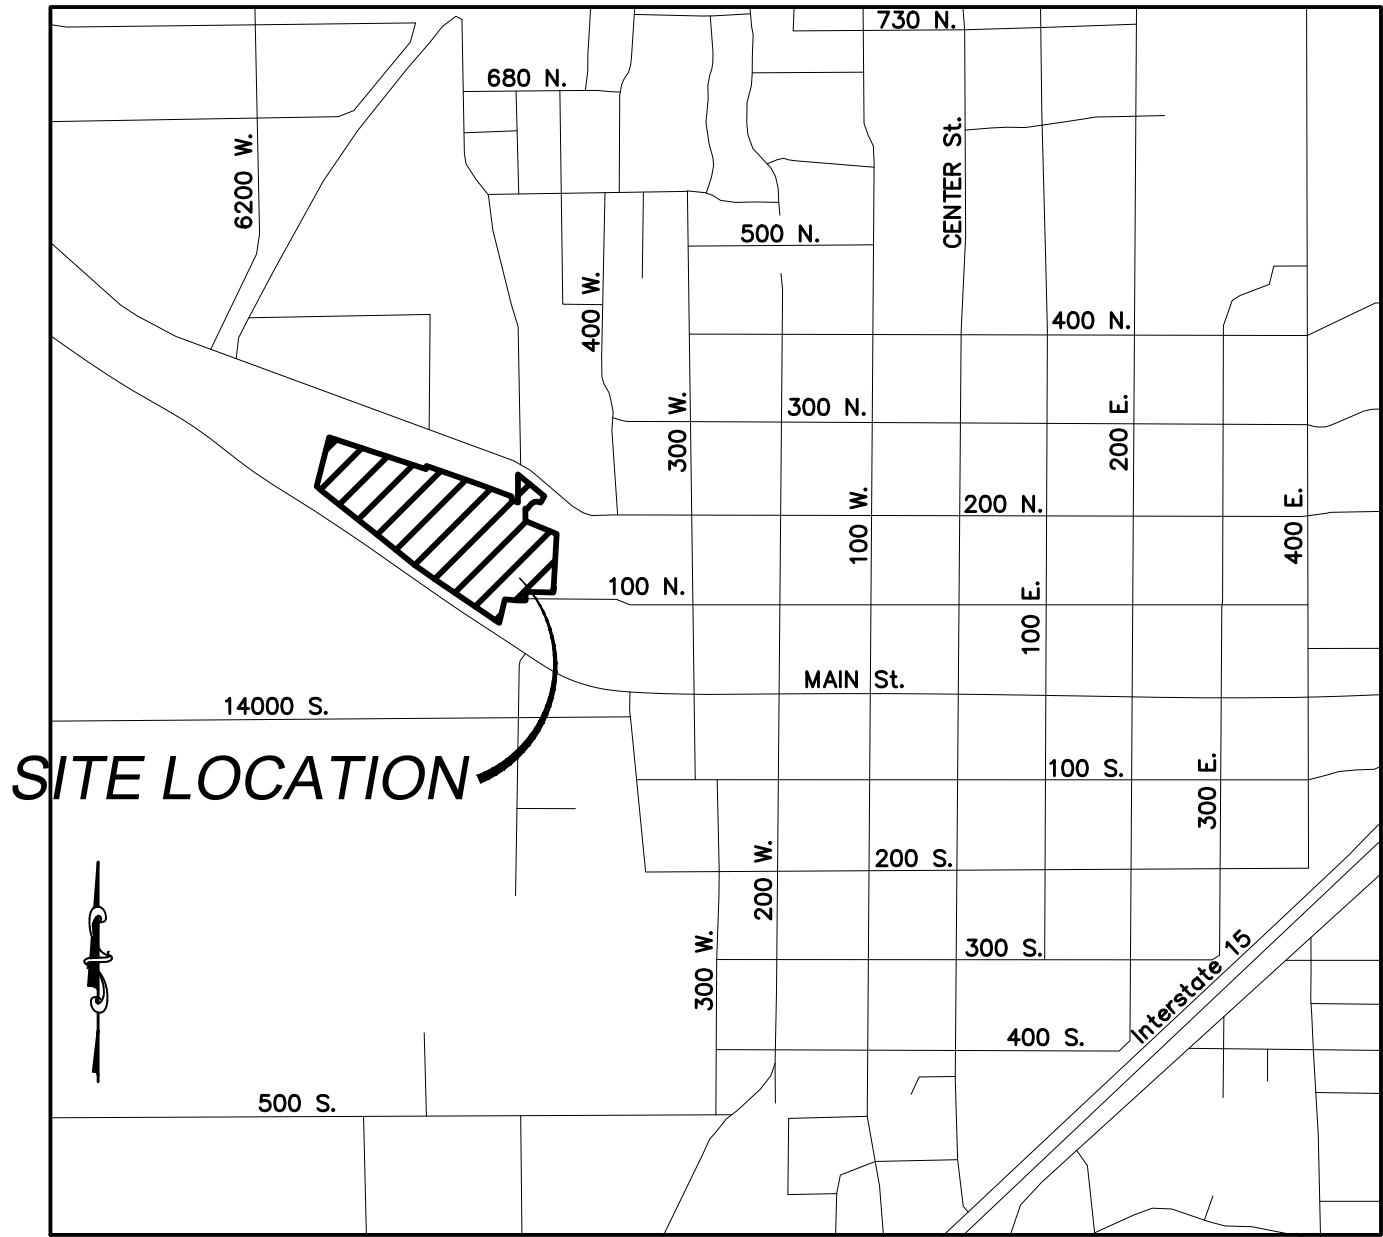 730 N.
680 N.
CENTER St.
6200 W.
500 N.
400 W.
400 N.
300 W.
300 N.
200 E.
100 W.
200 N.
400 E.
100 N.
100 E.
MAIN St.
14000 S.
SITE LOCATION
100 S.
300 E.
200 W.
200 S.
300 W.
300 S.
Interstate 15
400 S.
500 S.